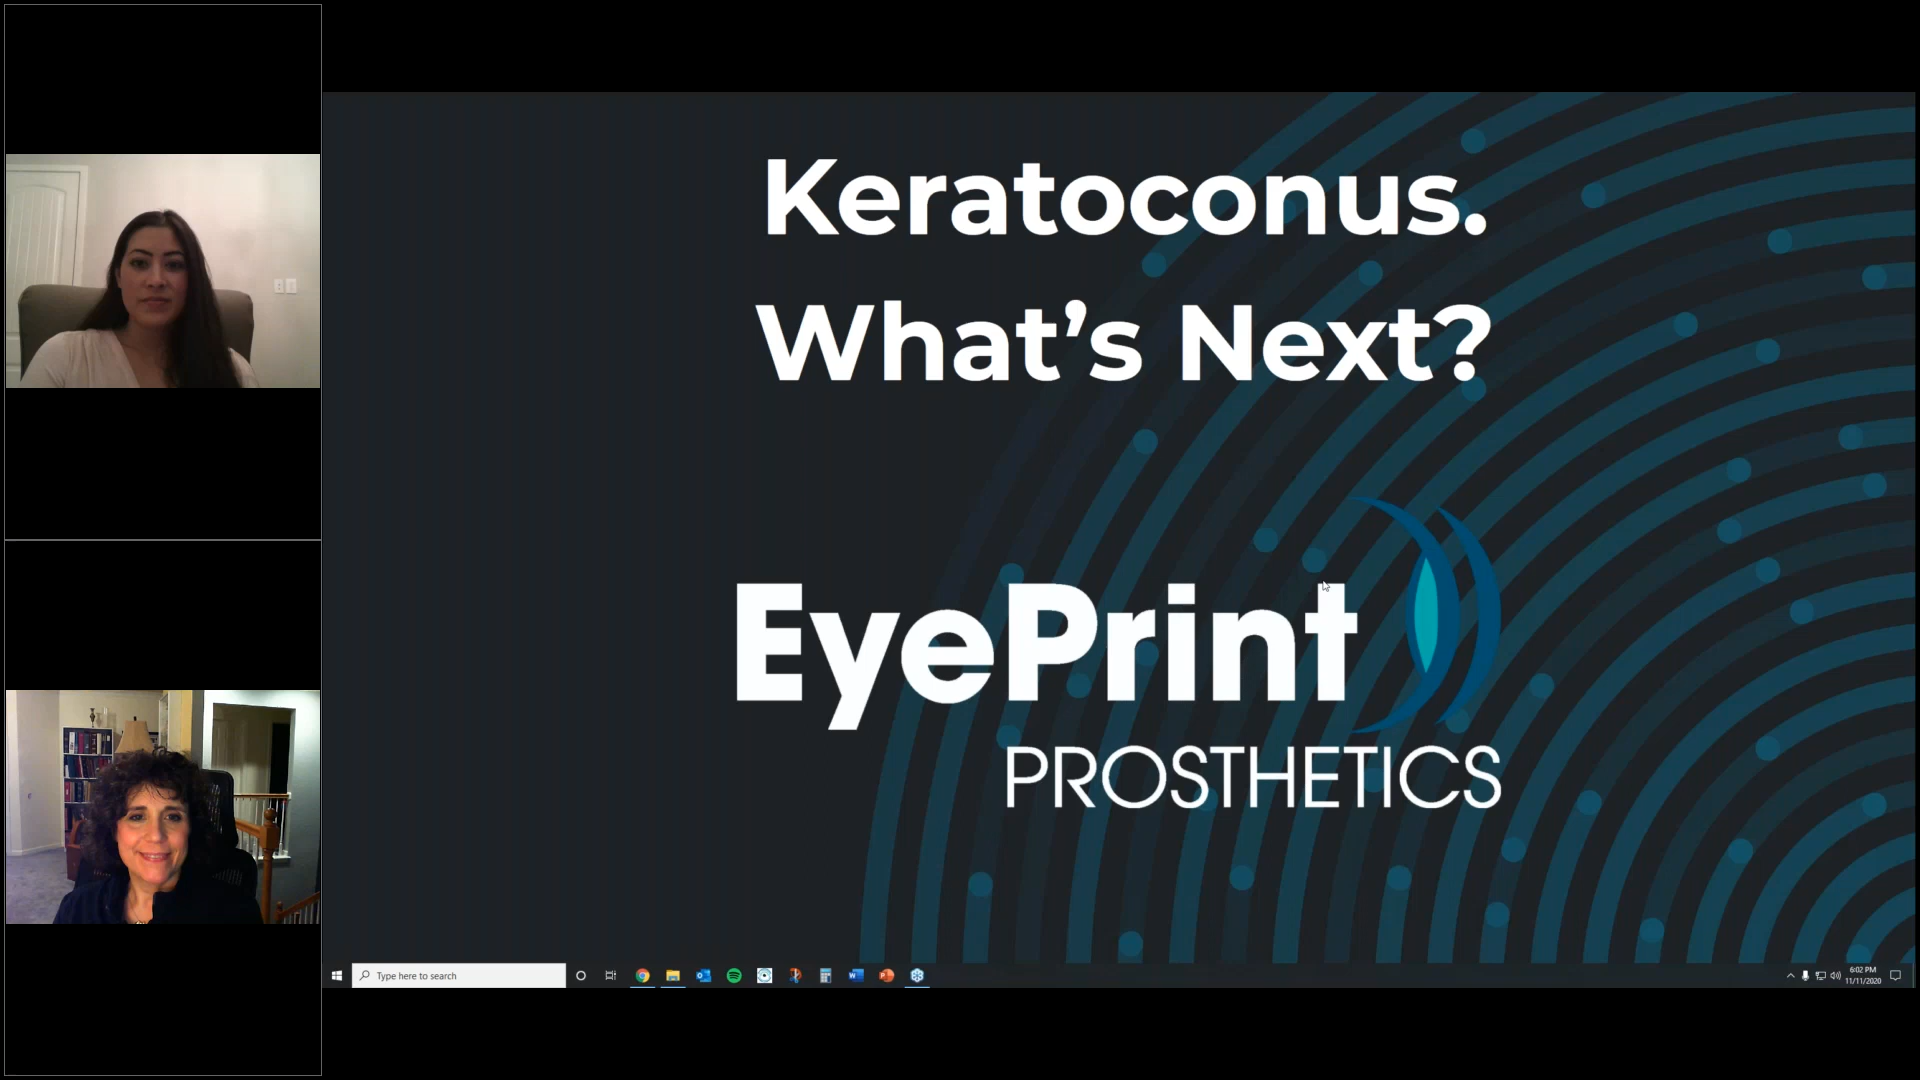 Keratoconus.
What’s Next?
EyePrint
PROSTHETICS
Type here to search
6:02 PM
11/11/2020